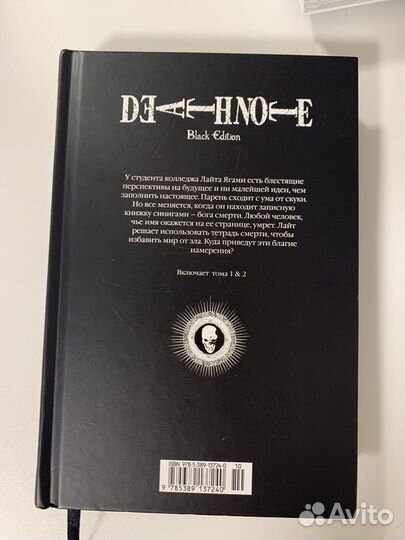 DEATHNOTE
Black Edition
У студента колледжа Лайта Ягами есть блестящие
перспективы на будущее и ни малейшей идеи, чем
заполнить настоящее. Парень сходит с ума от скуки.
Но все меняется, когда он находит записную
книжку синигами – бога смерти. Любой человек,
чье имя окажется на ее странице, умрет. Лайт
решает использовать тетрадь смерти, чтобы
избавить мир от зла. Куда приведут эти благие
намерения?
Включает тома 1 & 2
ISBN 978-5-389-13724-0
10
9 785389 137240
Avito